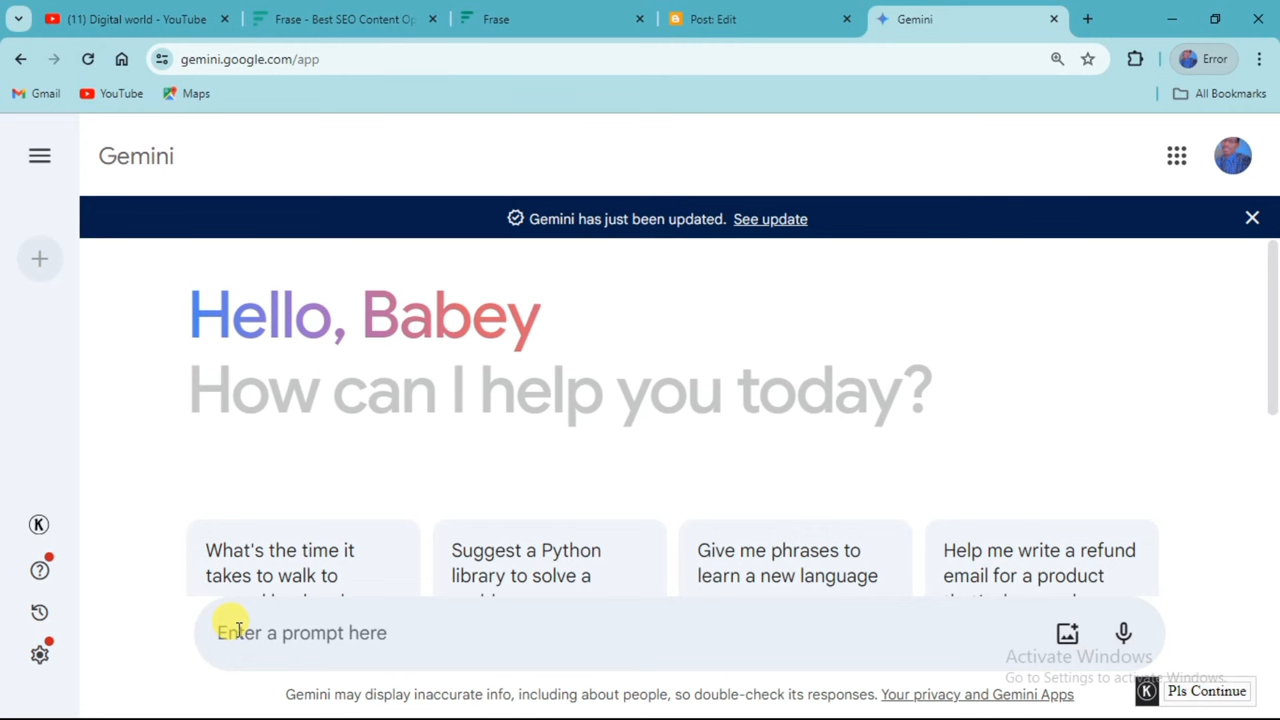 (11) Digital world - YouTube
Frase - Best SEO Content Op
Frase
Post: Edit
Gemini
gemini.google.com/app
Error
Gmail
YouTube
Maps
All Bookmarks
Gemini
Gemini has just been updated. See update
Hello, Babey
How can I help you today?
What's the time it
takes to walk to
Suggest a Python
library to solve a
Give me phrases to
learn a new language
Help me write a refund
email for a product
K
Enter a prompt here
Activate Windows
Go to Settings to activate Windows.
Gemini may display inaccurate info, including about people, so double-check its responses. Your privacy and Gemini Apps
K Pls Continue